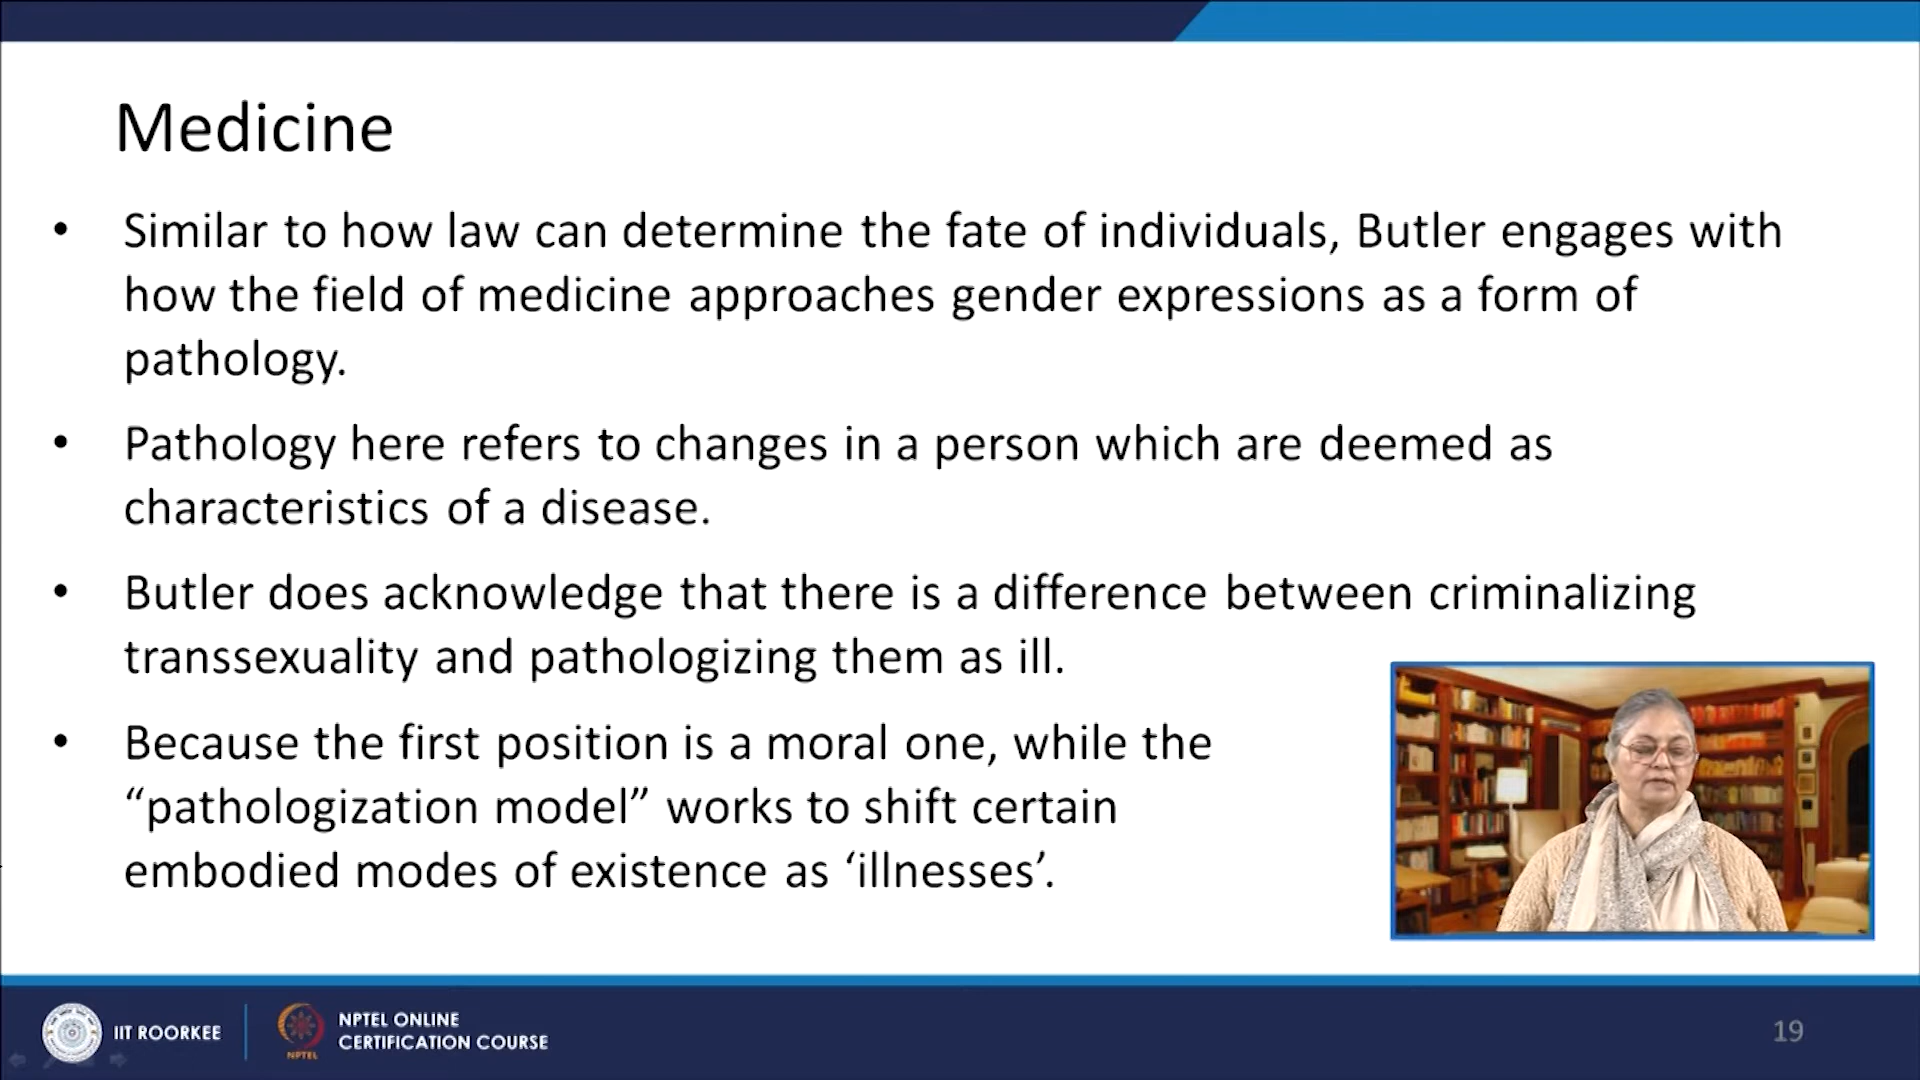 Medicine
• Similar to how law can determine the fate of individuals, Butler engages with
how the field of medicine approaches gender expressions as a form of
pathology.
• Pathology here refers to changes in a person which are deemed as
characteristics of a disease.
• Butler does acknowledge that there is a difference between criminalizing
transsexuality and pathologizing them as ill.
• Because the first position is a moral one, while the
“pathologization model” works to shift certain
embodied modes of existence as ‘illnesses’.
IIT ROORKEE
NPTEL
NPTEL ONLINE
CERTIFICATION COURSE
19